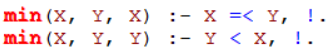 min(X, Y, X) :- X =< Y, !.
min(X, Y, Y) :- Y < X, !.